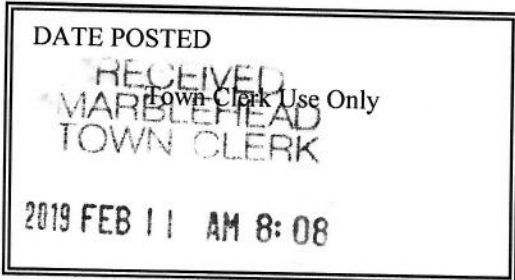 DATE POSTED
RECEIVED
Town Clerk Use Only
MARBLEHEAD
TOWN CLERK
2019 FEB 11 AM 8:08